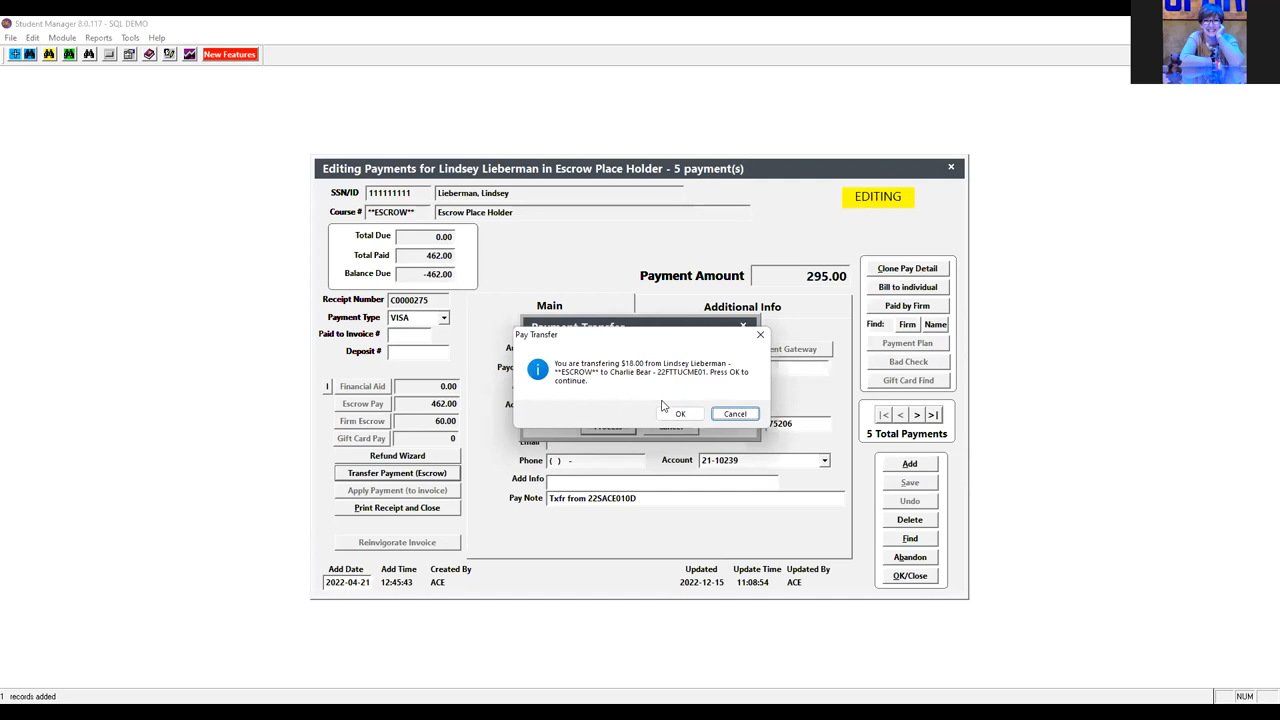 Student Manager 8.0.117 - SQL DEMO
File Edit Module Reports Tools Help
New Features
Editing Payments for Lindsey Lieberman in Escrow Place Holder - 5 payment(s)
SSN/ID 111111111 Lieberman, Lindsey
EDITING
Course # **ESCROW** Escrow Place Holder
Total Due 0.00
Total Paid 462.00
Balance Due -462.00
Payment Amount 295.00
Clone Pay Detail
Bill to individual
Paid by Firm
Find: Firm Name
Payment Plan
Bad Check
Gift Card Find
Receipt Number C0000275
Payment Type VISA
Paid to Invoice #
Deposit #
Main Additional Info
Pay Transfer
You are transfering $18.00 from Lindsey Lieberman -
**ESCROW** to Charlie Bear - 22FTTUCME01. Press OK to
continue.
OK Cancel
ent Gateway
75206
I Financial Aid 0.00
Escrow Pay 462.00
Firm Escrow 60.00
Gift Card Pay 0
Refund Wizard
Transfer Payment (Escrow)
Apply Payment (to invoice)
Print Receipt and Close
Reinvigorate Invoice
Email
Phone ( ) - Account 21-10239
Add Info
Pay Note Txfr from 22SACE010D
|< < > >|
5 Total Payments
Add
Save
Undo
Delete
Find
Abandon
OK/Close
Add Date Add Time Created By Updated Update Time Updated By
2022-04-21 12:45:43 ACE 2022-12-15 11:08:54 ACE
1 records added NUM